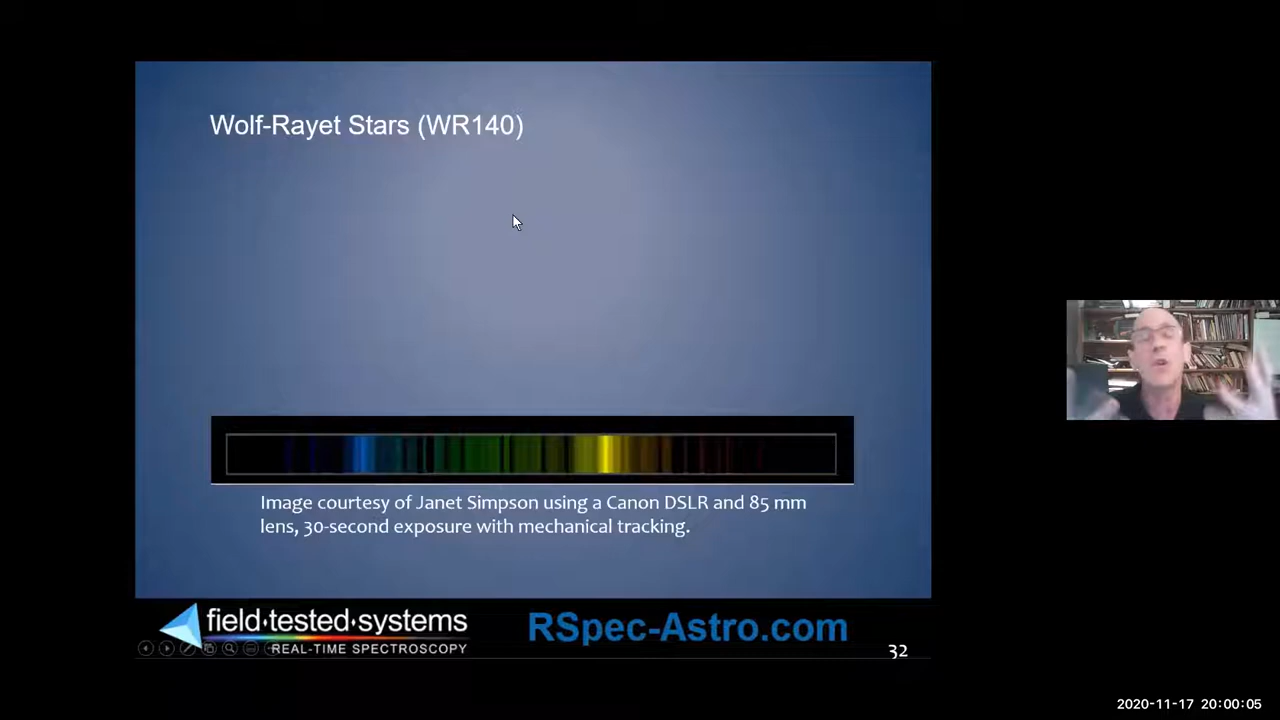 Wolf-Rayet Stars (WR140)
Image courtesy of Janet Simpson using a Canon DSLR and 85 mm
lens, 30-second exposure with mechanical tracking.
field·tested·systems
REAL-TIME SPECTROSCOPY
RSpec-Astro.com
32
2020-11-17 20:00:05